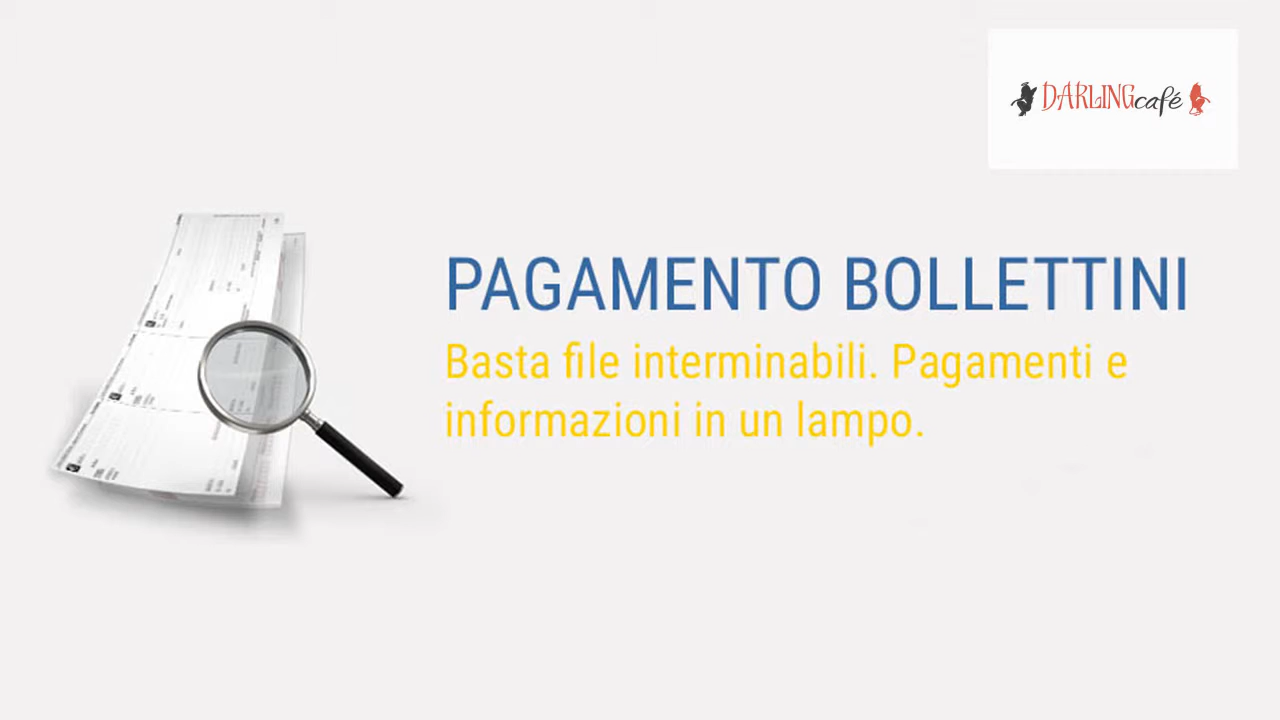 DARLINGcafé
PAGAMENTO BOLLETTINI
Basta file interminabili. Pagamenti e
informazioni in un lampo.